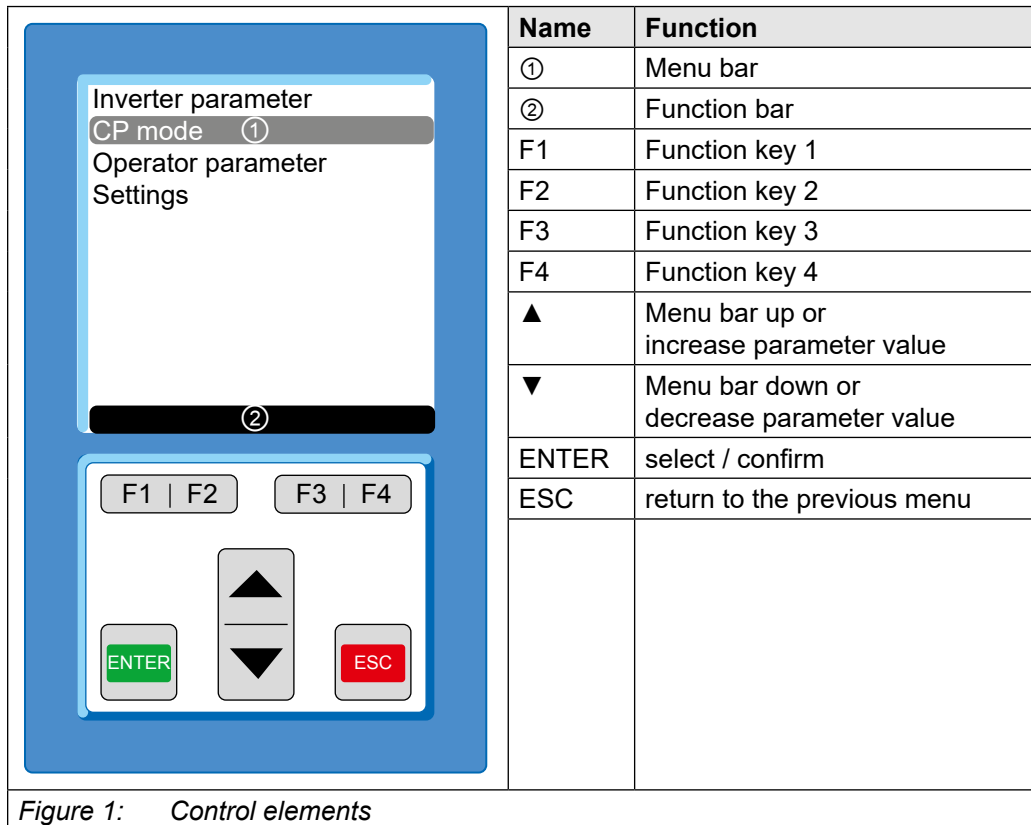 Inverter parameter
CP mode ①
Operator parameter
Settings
②
F1 | F2
F3 | F4
▲
▼
ENTER
ESC
Name Function
① Menu bar
② Function bar
F1 Function key 1
F2 Function key 2
F3 Function key 3
F4 Function key 4
▲ Menu bar up or
increase parameter value
▼ Menu bar down or
decrease parameter value
ENTER select / confirm
ESC return to the previous menu
Figure 1: Control elements